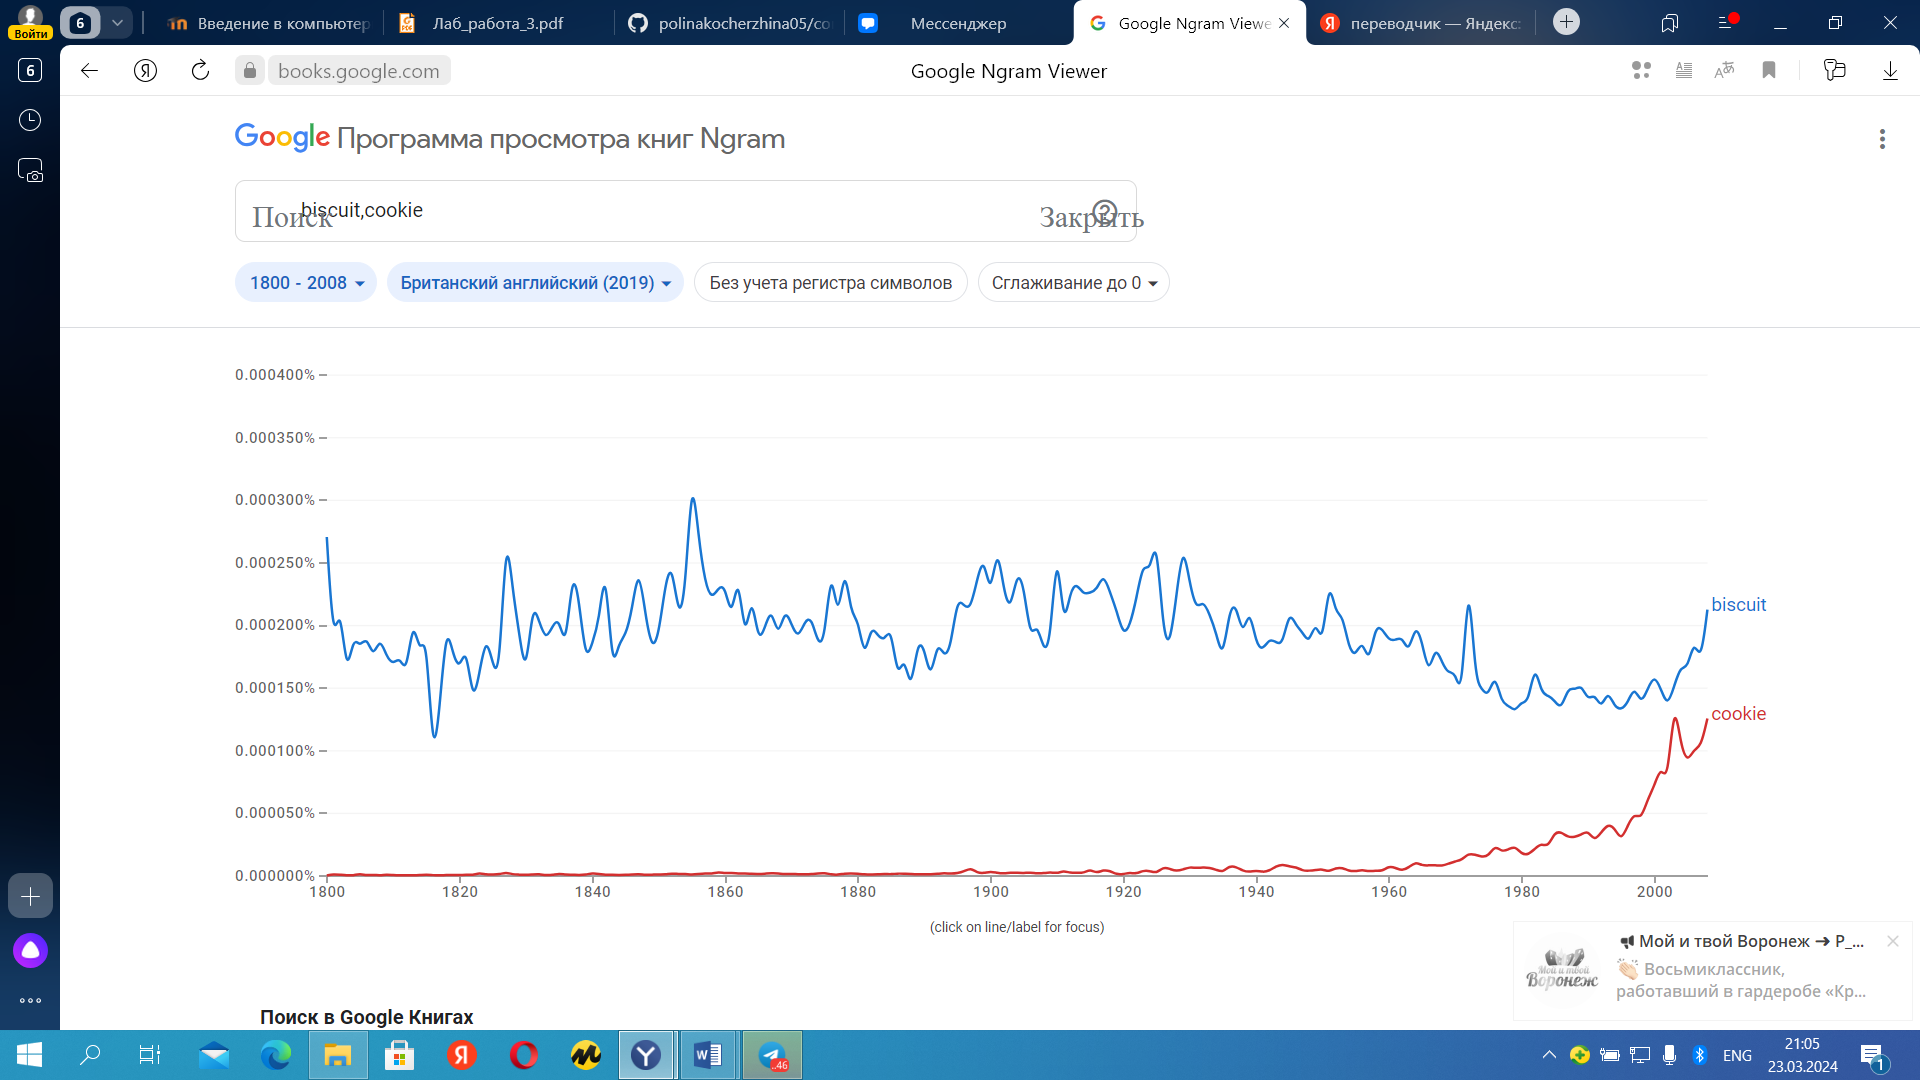 Войти
6
Введение в компьютер
Лаб_работа_3.pdf
polinakocherzhina05/co
Мессенджер
Google Ngram Viewe
переводчик — Яндекс
6
books.google.com
Google Ngram Viewer
Google Программа просмотра книг Ngram
Поиск
biscuit,cookie
Закрыть
1800 - 2008
Британский английский (2019)
Без учета регистра символов
Сглаживание до 0
0.000400%
0.000350%
0.000300%
0.000250%
0.000200%
0.000150%
0.000100%
0.000050%
0.000000%
biscuit
cookie
1800 1820 1840 1860 1880 1900 1920 1940 1960 1980 2000
(click on line/label for focus)
Мой и твой Воронеж ➔ P_...
Восьмиклассник,
работавший в гардеробе «Кр...
Мой и твой
Воронеж
Поиск в Google Книгах
..46
ENG
21:05
23.03.2024
1